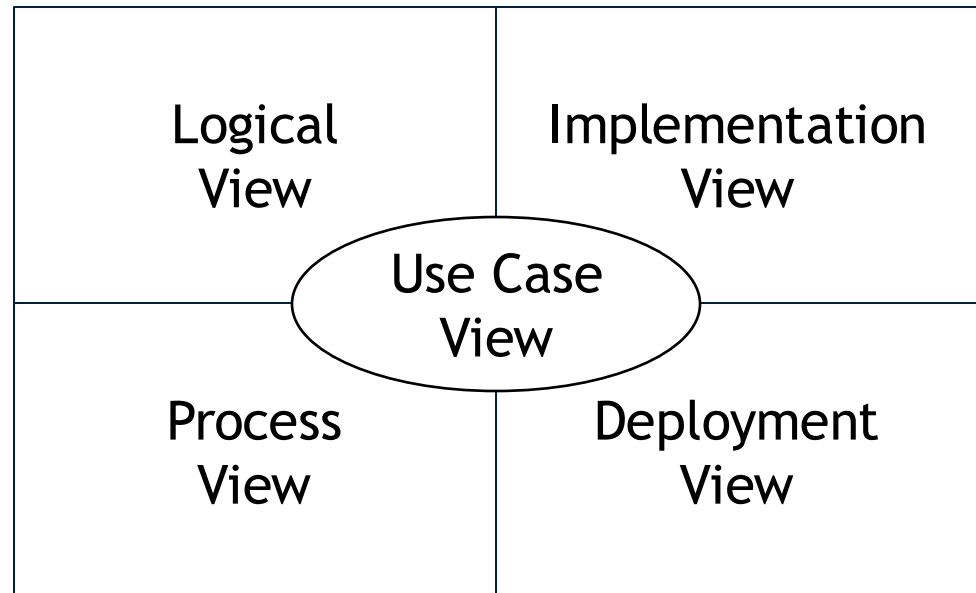 Logical
View
Implementation
View
Use Case
View
Process
View
Deployment
View